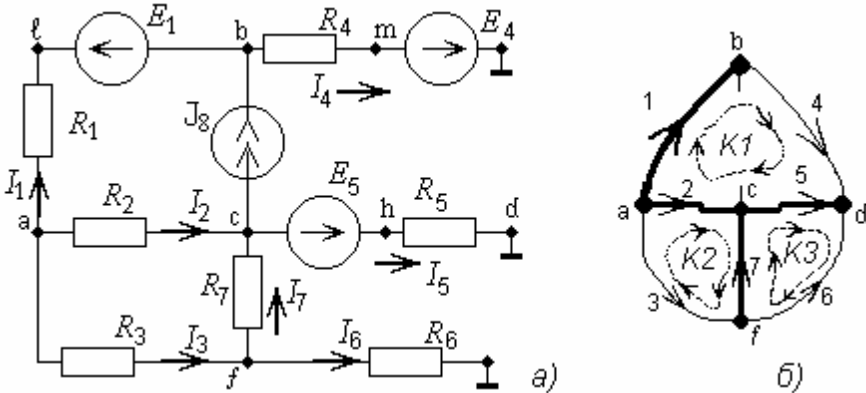 ℓ E₁ b R₄ m E₄
I₄
R₁ J₈
I₁ E₅ R₅
a R₂ I₂ c h d
R₇ I₇ I₅
R₃ I₃ I₆ R₆
f а)
b
1 4
K1
2 c 5
a d
K2 7 K3
3 6
f
б)